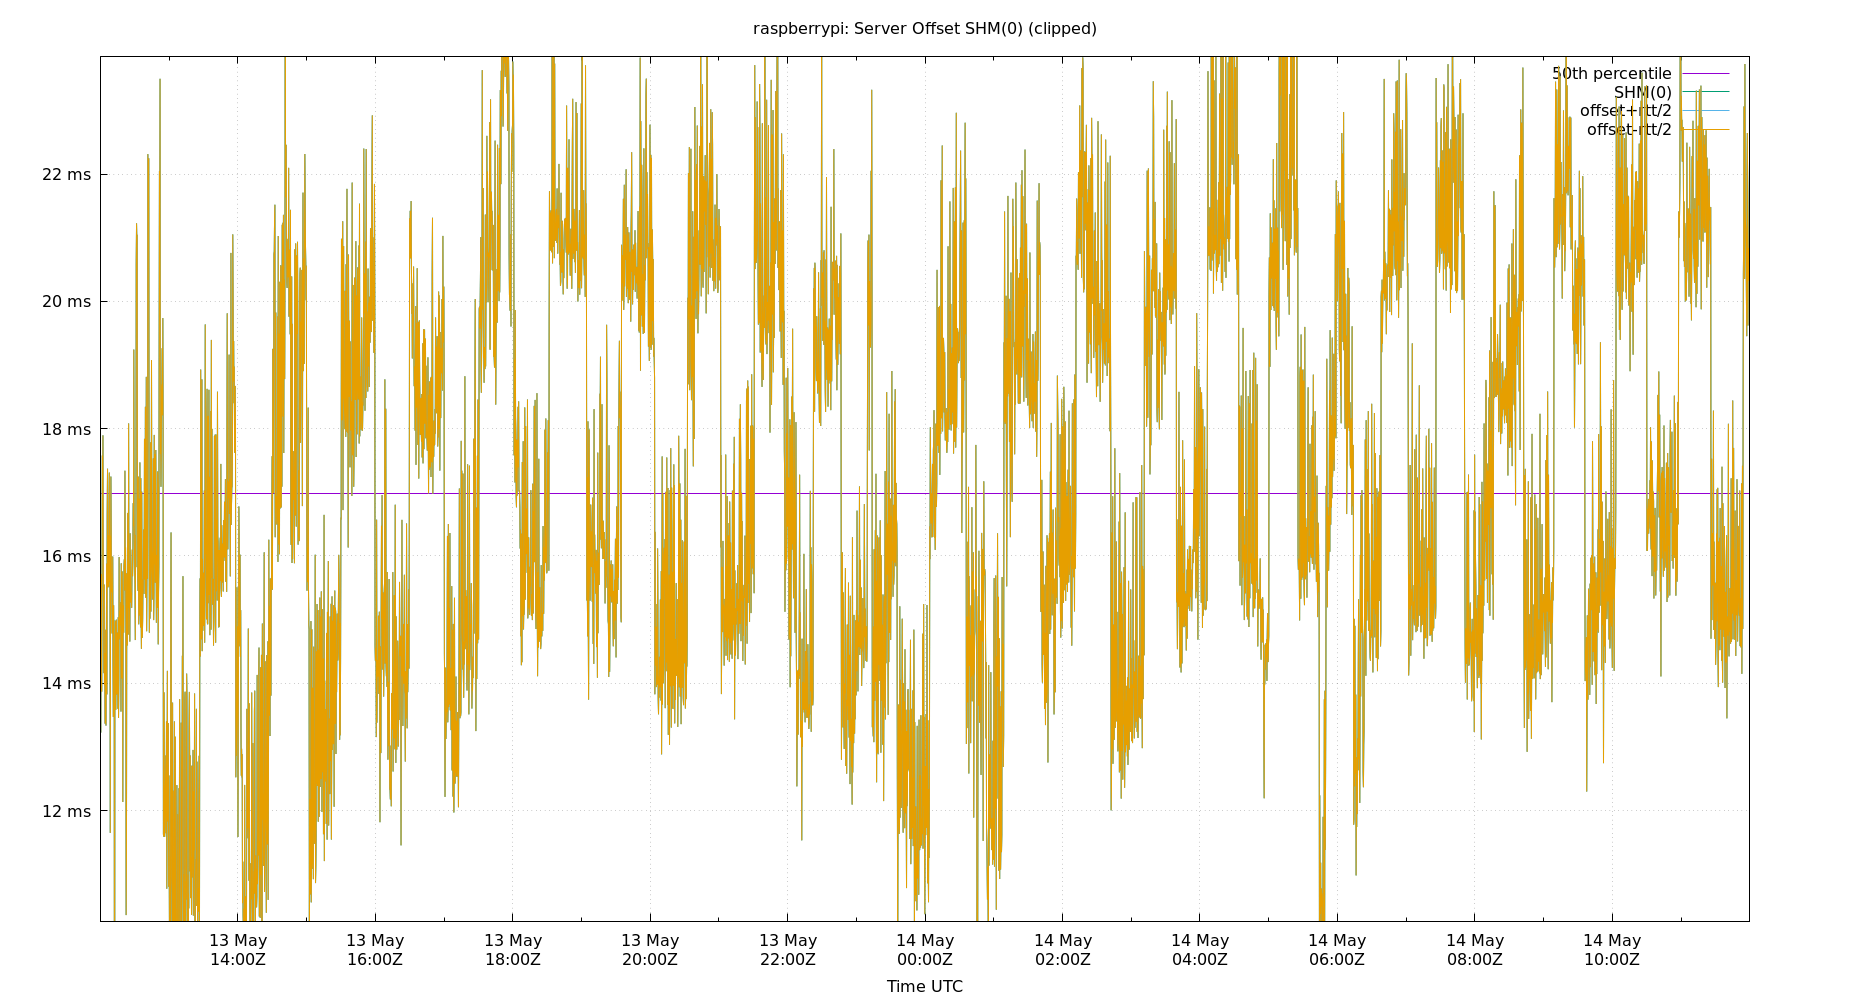 raspberrypi: Server Offset SHM(0) (clipped)
50th percentile
SHM(0)
offset+rtt/2
offset-rtt/2
22 ms
20 ms
18 ms
16 ms
14 ms
12 ms
13 May 13 May 13 May 13 May 13 May 14 May 14 May 14 May 14 May 14 May 14 May
14:00Z 16:00Z 18:00Z 20:00Z 22:00Z 00:00Z 02:00Z 04:00Z 06:00Z 08:00Z 10:00Z
Time UTC